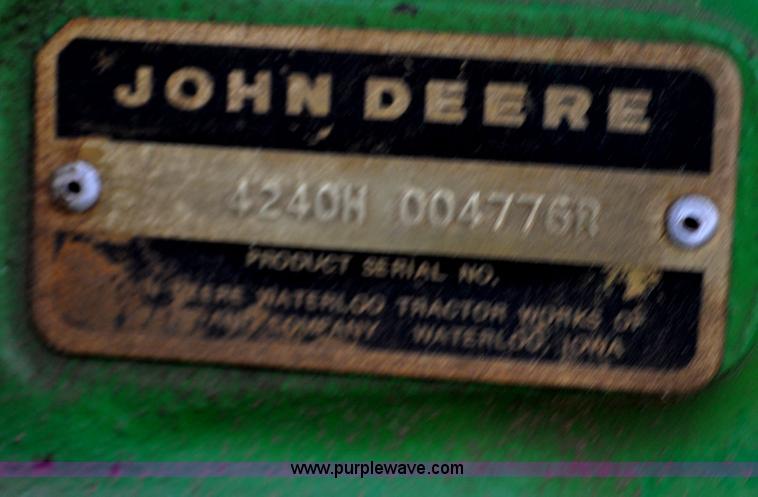 JOHN DEERE
4240H 004776R
PRODUCT SERIAL NO.
DEERE WATERLOO TRACTOR WORKS OF
COMPANY WATERLOO, IOWA
www.purplewave.com